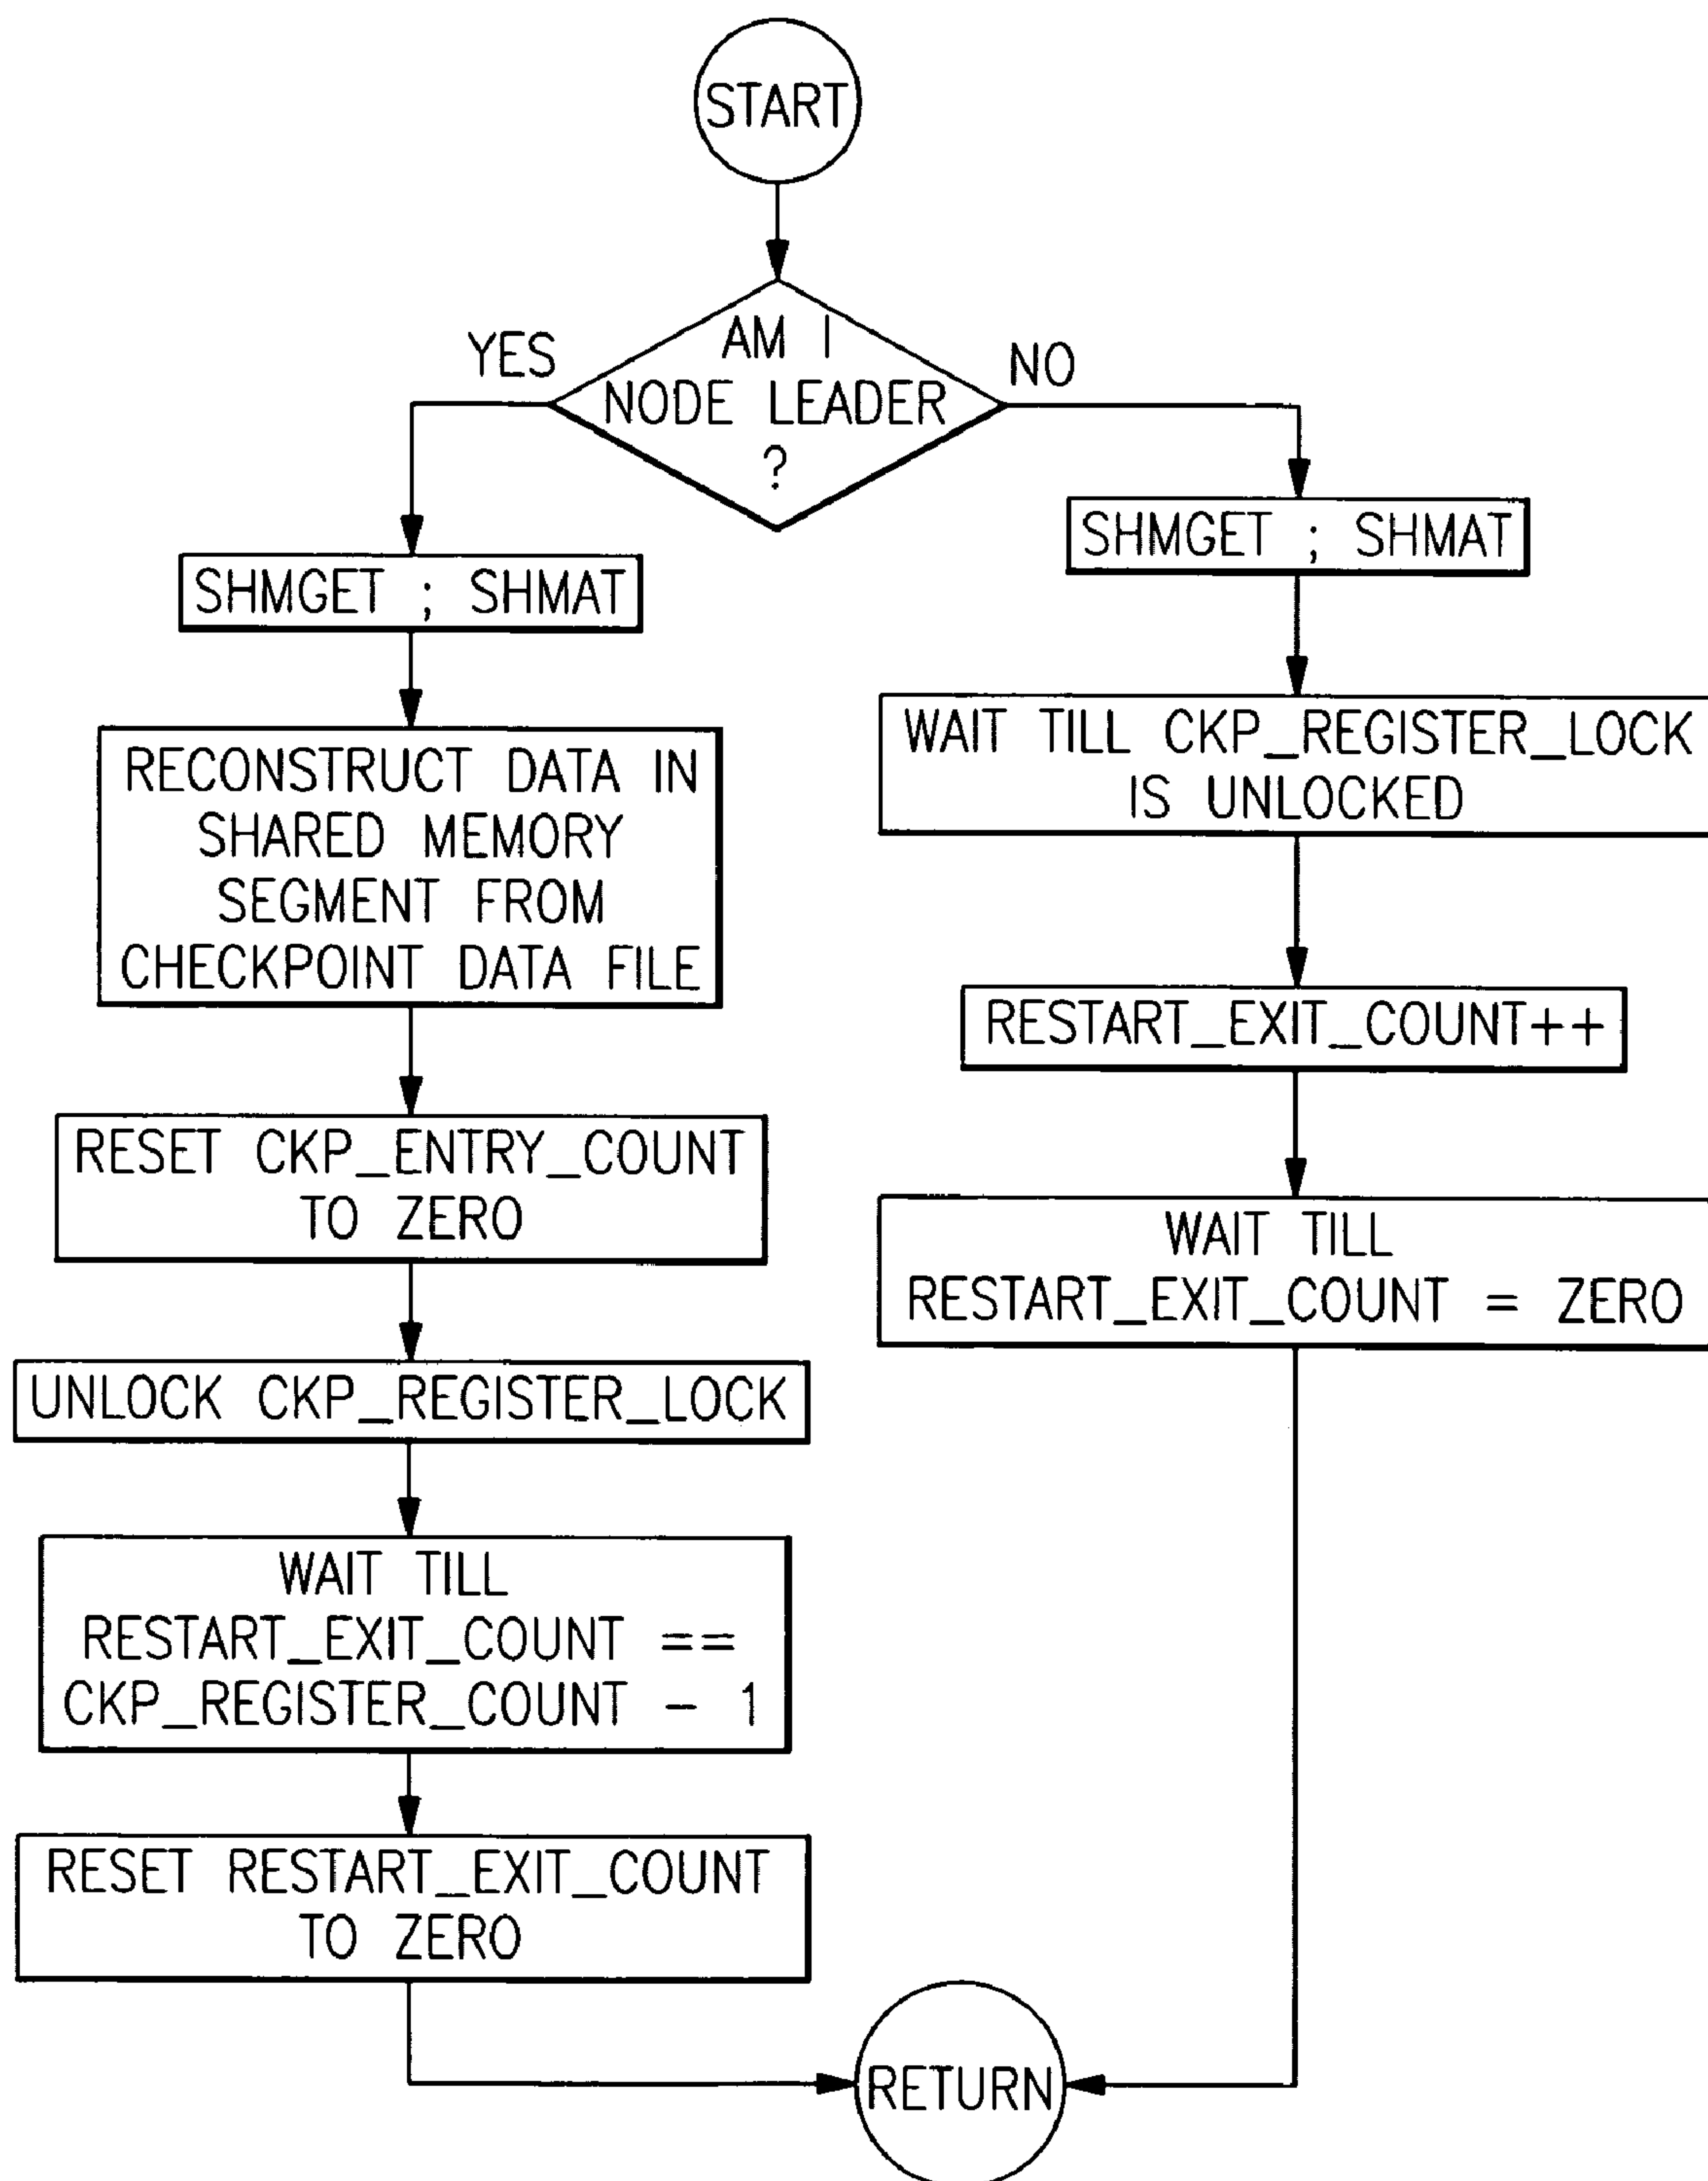 START
AM I
NODE LEADER
?
YES
NO
SHMGET ; SHMAT
RECONSTRUCT DATA IN
SHARED MEMORY
SEGMENT FROM
CHECKPOINT DATA FILE
RESET CKP_ENTRY_COUNT
TO ZERO
UNLOCK CKP_REGISTER_LOCK
WAIT TILL
RESTART_EXIT_COUNT ==
CKP_REGISTER_COUNT - 1
RESET RESTART_EXIT_COUNT
TO ZERO
SHMGET ; SHMAT
WAIT TILL CKP_REGISTER_LOCK
IS UNLOCKED
RESTART_EXIT_COUNT++
WAIT TILL
RESTART_EXIT_COUNT = ZERO
RETURN